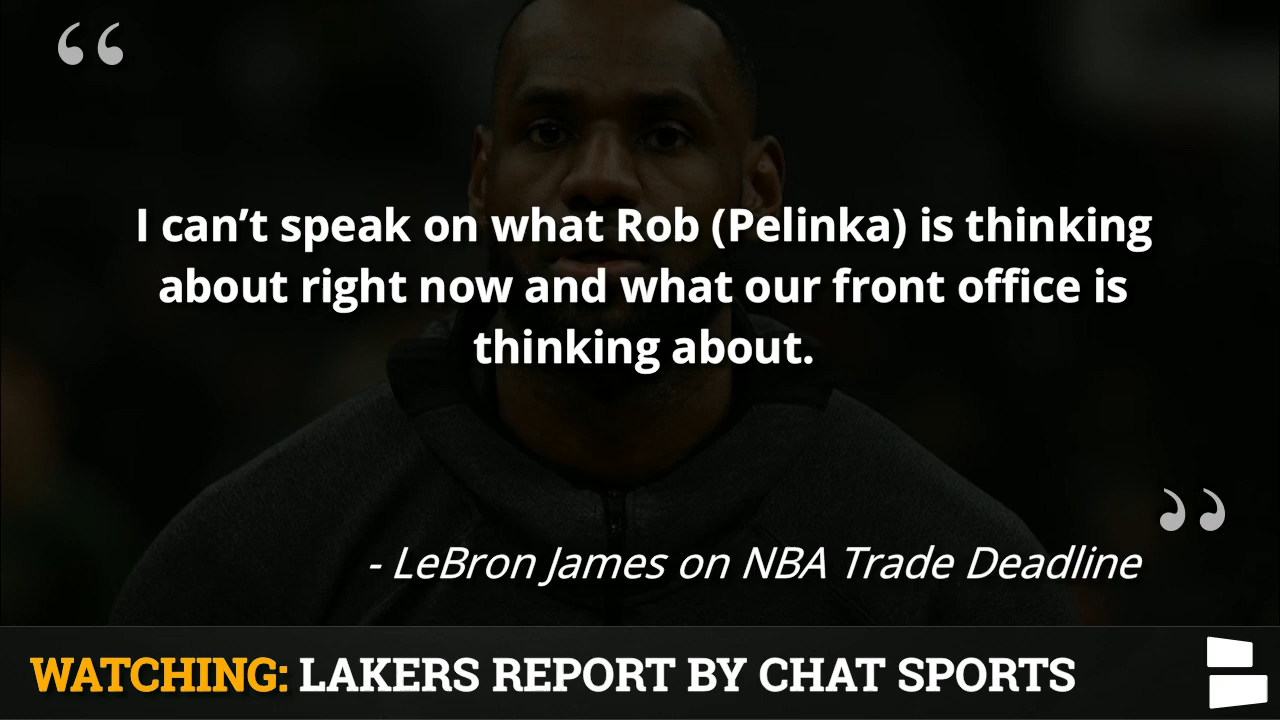 “
I can’t speak on what Rob (Pelinka) is thinking
about right now and what our front office is
thinking about.
”
- LeBron James on NBA Trade Deadline
WATCHING: LAKERS REPORT BY CHAT SPORTS